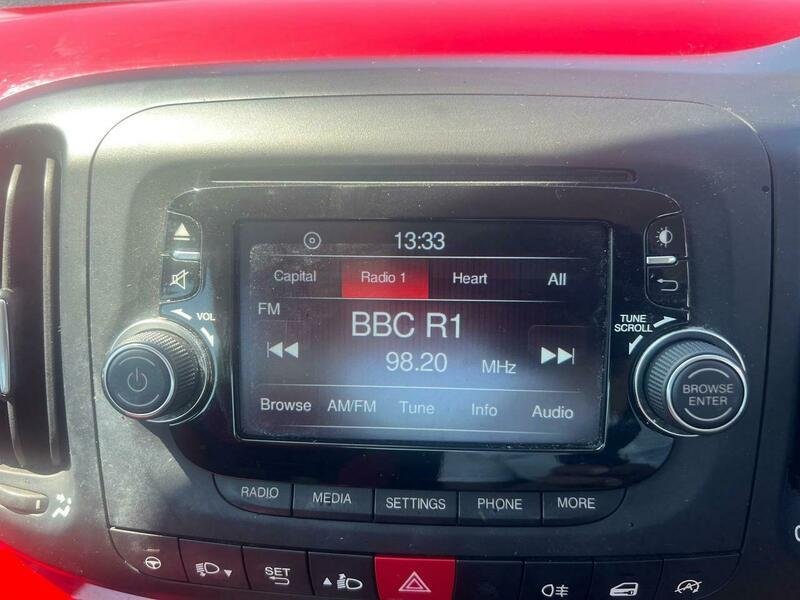 13:33
Capital Radio 1 Heart All
FM
VOL
TUNE
SCROLL
BBC R1
98.20 MHz
BROWSE
ENTER
Browse AM/FM Tune Info Audio
RADIO MEDIA SETTINGS PHONE MORE
SET